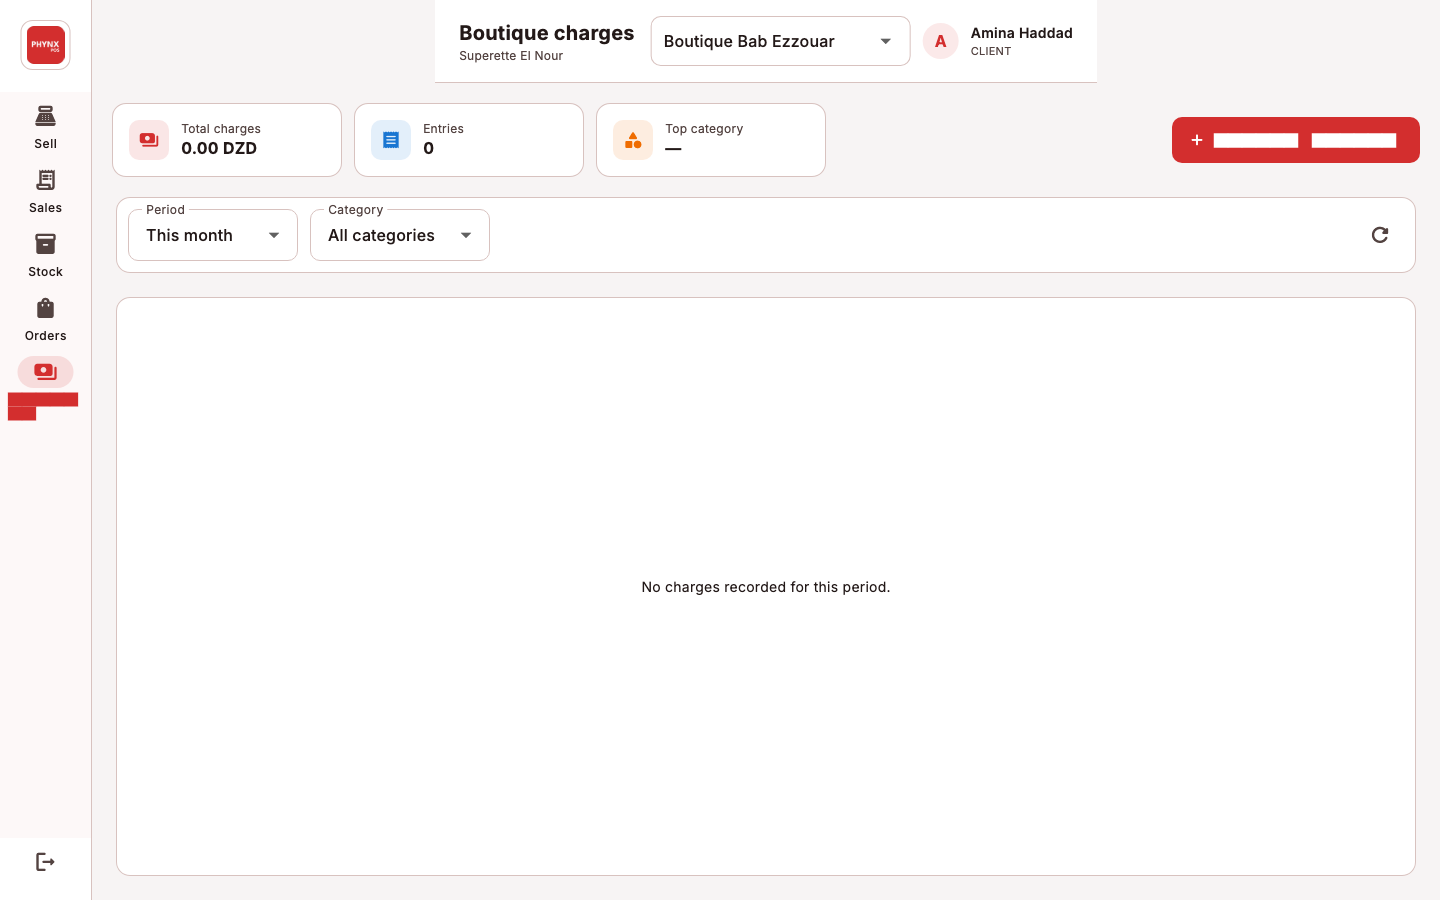 PHYNX
POS
Boutique charges
Superette El Nour
Boutique Bab Ezzouar
A
Amina Haddad
CLIENT
Sell
Sales
Stock
Orders
Total charges
0.00 DZD
Entries
0
Top category
—
+
Period
This month
Category
All categories
No charges recorded for this period.